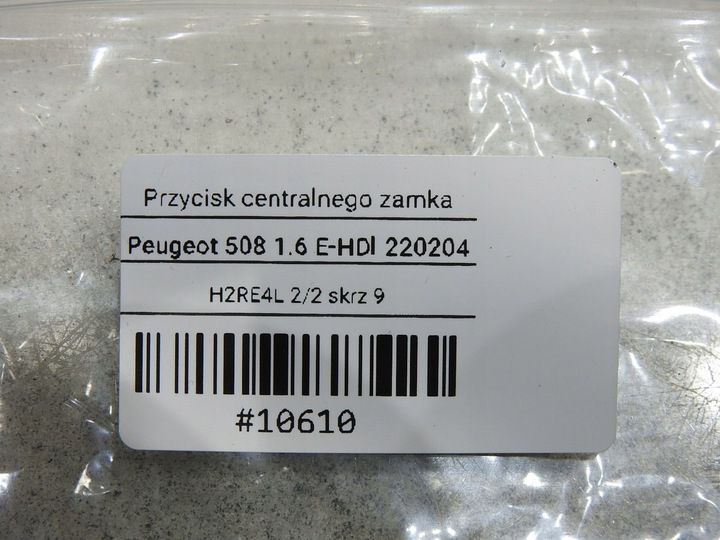 Przycisk centralnego zamka
Peugeot 508 1.6 E-HDI 220204
H2RE4L 2/2 skrz 9
#10610